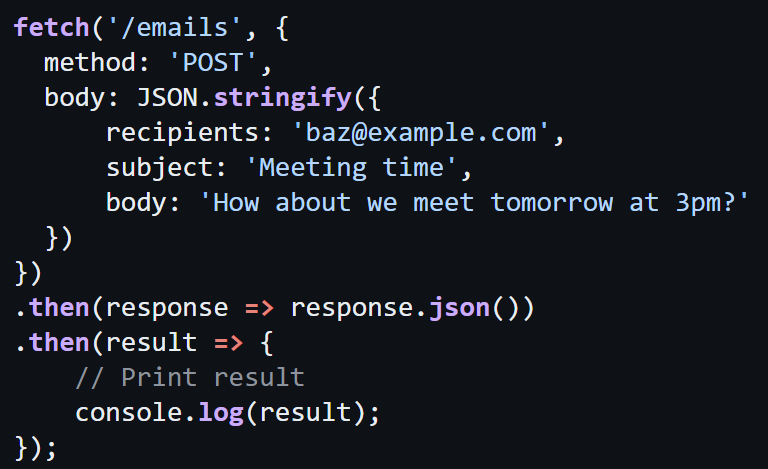 fetch('/emails', {
  method: 'POST',
  body: JSON.stringify({
      recipients: 'baz@example.com',
      subject: 'Meeting time',
      body: 'How about we meet tomorrow at 3pm?'
  })
})
.then(response => response.json())
.then(result => {
    // Print result
    console.log(result);
});